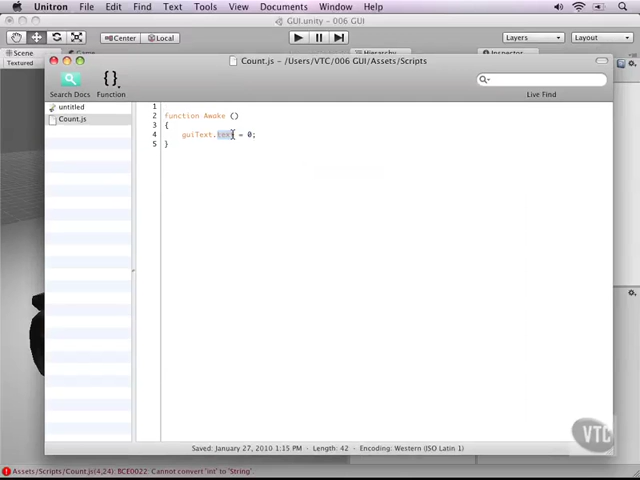 Unitron File Edit Find Text Tools View Documents Window Help
GUI.unity - 006 GUI
Center Local Layers Layout
Scene Game Hierarchy Inspector
Textured
Count.js - /Users/VTC/006 GUI/Assets/Scripts
Search Docs Function Live Find
untitled
Count.js
1
2 function Awake ()
3 {
4 guiText.text = 0;
5 }
VTC
Saved: January 27, 2010 1:15 PM - Length: 42 - Encoding: Western (ISO Latin 1)
Assets/Scripts/Count.js(4,24): BCE0022: Cannot convert 'int' to 'String'.